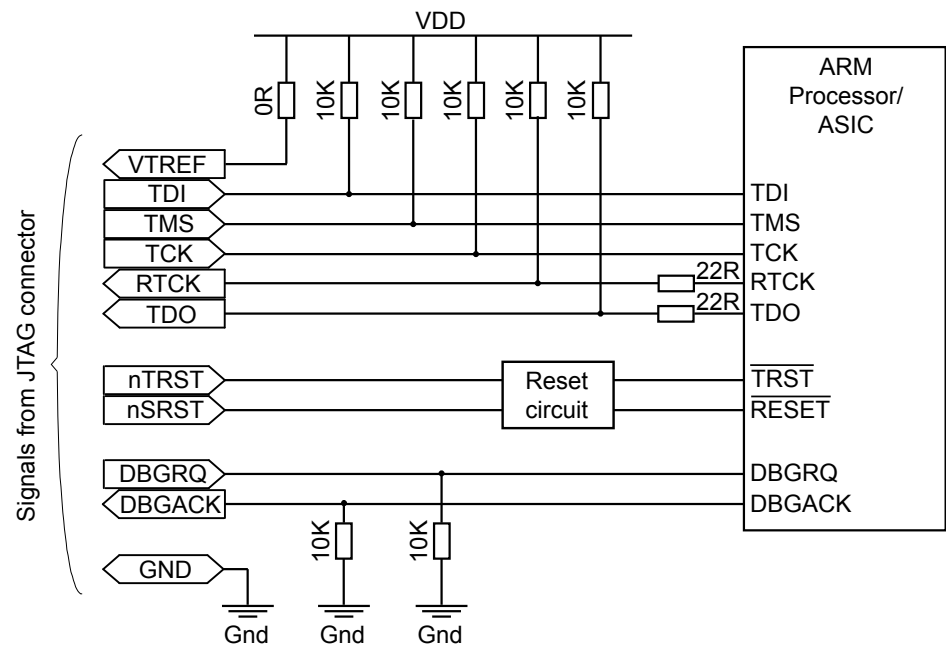 VDD
0R
10K
10K
10K
10K
10K
ARM
Processor/
ASIC
Signals from JTAG connector
VTREF
TDI
TDI
TMS
TMS
TCK
TCK
RTCK
22R
RTCK
TDO
22R
TDO
nTRST
Reset
circuit
TRST
nSRST
RESET
DBGRQ
DBGRQ
DBGACK
DBGACK
10K
10K
GND
Gnd
Gnd
Gnd